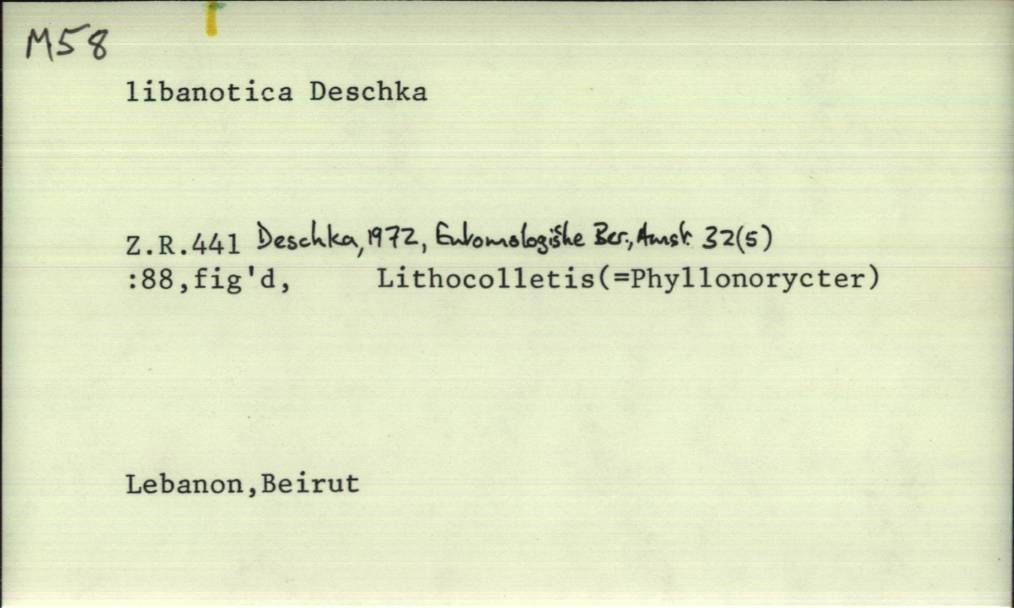 M58
libanotica Deschka
Z.R.441 Deschka, 1972, Entomologishe Ber., Amst. 32(5)
:88,fig'd, Lithocolletis(=Phyllonorycter)
Lebanon,Beirut